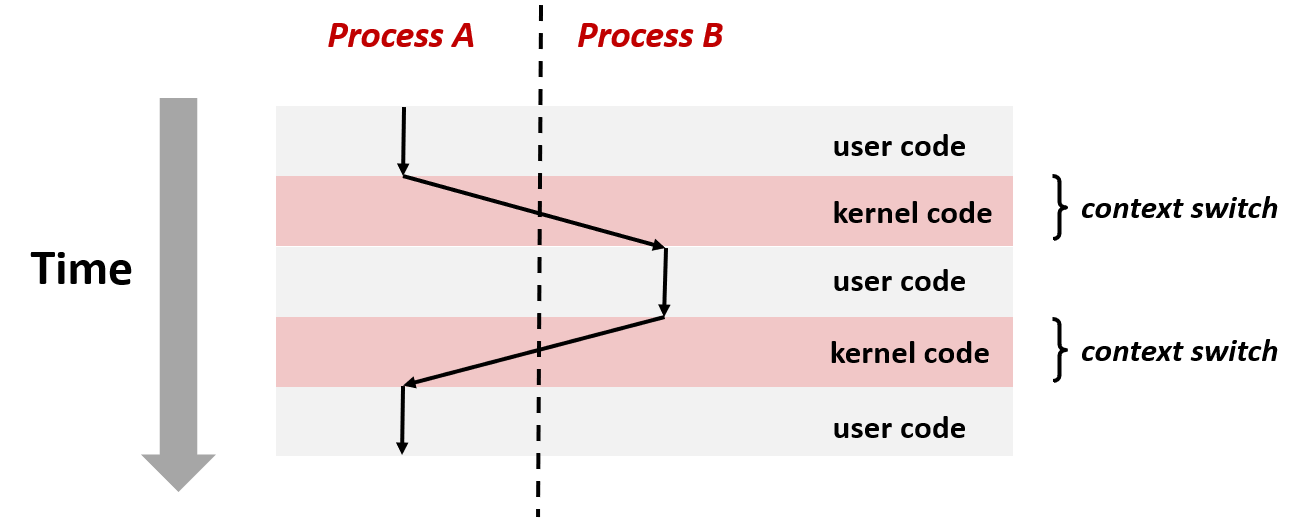 Process A
Process B
user code
kernel code
context switch
Time
user code
kernel code
context switch
user code